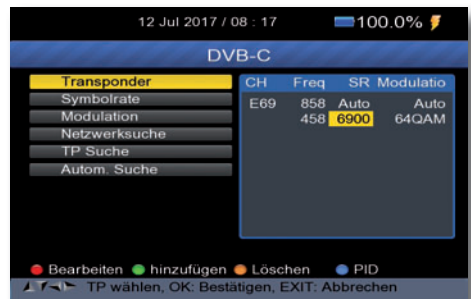 12 Jul 2017 / 08 : 17 100.0%
DVB-C
Transponder
Symbolrate
Modulation
Netzwerksuche
TP Suche
Autom. Suche
CH Freq SR Modulatio
E69 858 Auto Auto
458 6900 64QAM
Bearbeiten hinzufügen Löschen PID
TP wählen, OK: Bestätigen, EXIT: Abbrechen